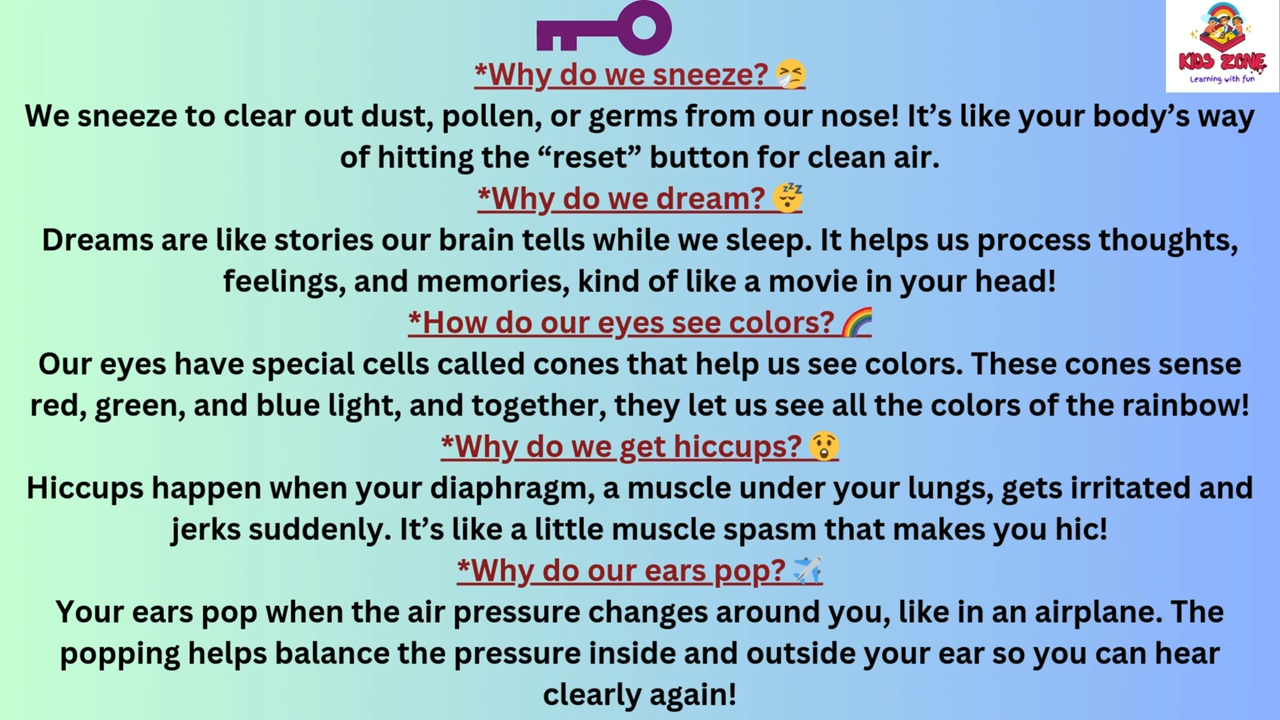 KIDS ZONE
Learning with fun
*Why do we sneeze? 🤧
We sneeze to clear out dust, pollen, or germs from our nose! It’s like your body’s way
of hitting the “reset” button for clean air.
*Why do we dream? 😴
Dreams are like stories our brain tells while we sleep. It helps us process thoughts,
feelings, and memories, kind of like a movie in your head!
*How do our eyes see colors? 🌈
Our eyes have special cells called cones that help us see colors. These cones sense
red, green, and blue light, and together, they let us see all the colors of the rainbow!
*Why do we get hiccups? 😲
Hiccups happen when your diaphragm, a muscle under your lungs, gets irritated and
jerks suddenly. It’s like a little muscle spasm that makes you hic!
*Why do our ears pop? ✈️
Your ears pop when the air pressure changes around you, like in an airplane. The
popping helps balance the pressure inside and outside your ear so you can hear
clearly again!